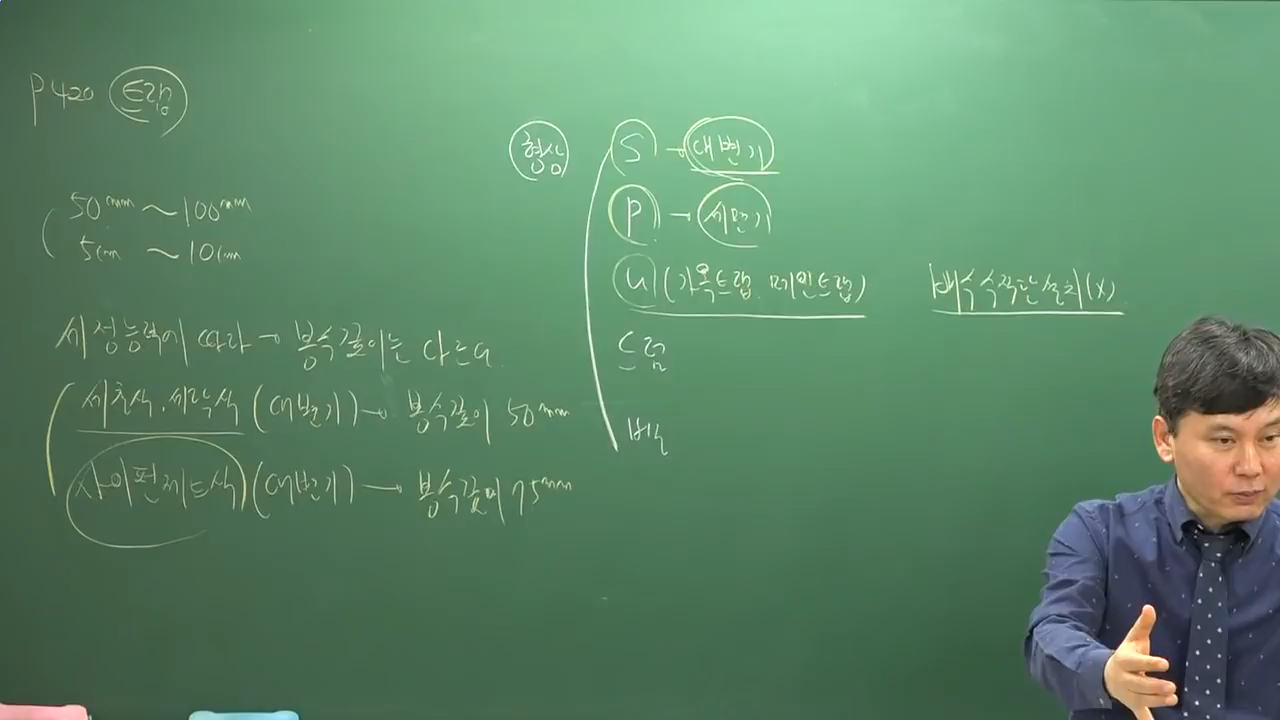 P 420 트랩
50mm ~ 100mm
5cm ~ 10cm
세정능력에 따라 → 봉수깊이는 다르다.
세출식. 세락식 (대변기) → 봉수깊이 50mm
사이펀제트식 (대변기) → 봉수깊이 75mm
형상
S → 대변기
P → 세면기
U (가옥트랩. 메인트랩) 배수수직관 설치(X)
드럼
벨